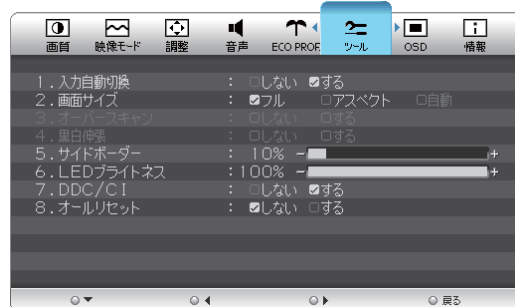 画質 映像モード 調整 音声 ECO PROF. ツール OSD 情報
1.入力自動切換 : □しない ☑する
2.画面サイズ : ☑フル □アスペクト □自動
3.オーバースキャン : □しない □する
4.黒白伸張 : □しない □する
5.サイドボーダー : 10% − +
6.LEDブライトネス :100% − +
7.DDC/CI : □しない ☑する
8.オールリセット : ☑しない □する
戻る